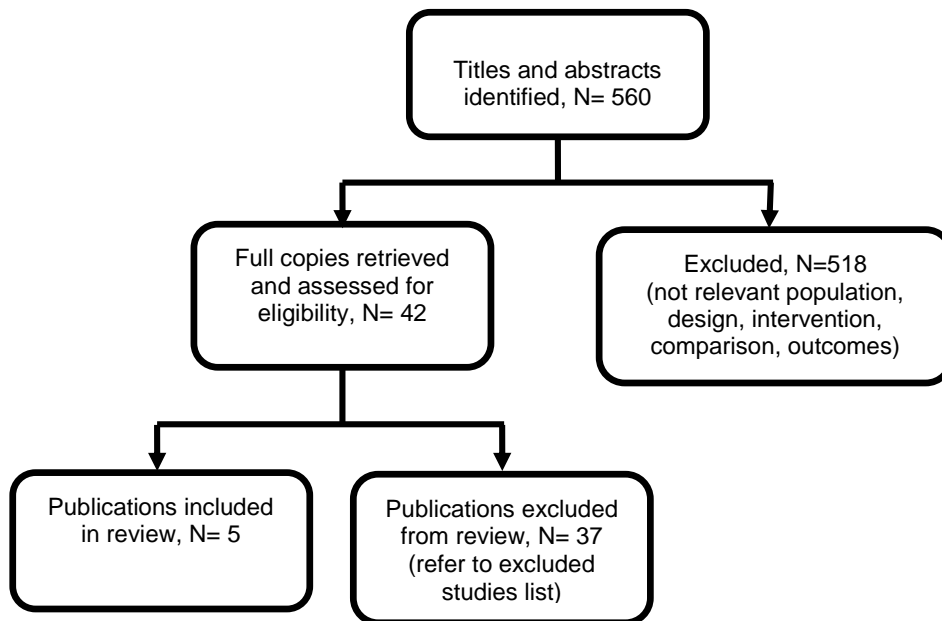 Titles and abstracts
identified, N= 560
Full copies retrieved
and assessed for
eligibility, N= 42
Excluded, N=518
(not relevant population,
design, intervention,
comparison, outcomes)
Publications included
in review, N= 5
Publications excluded
from review, N= 37
(refer to excluded
studies list)